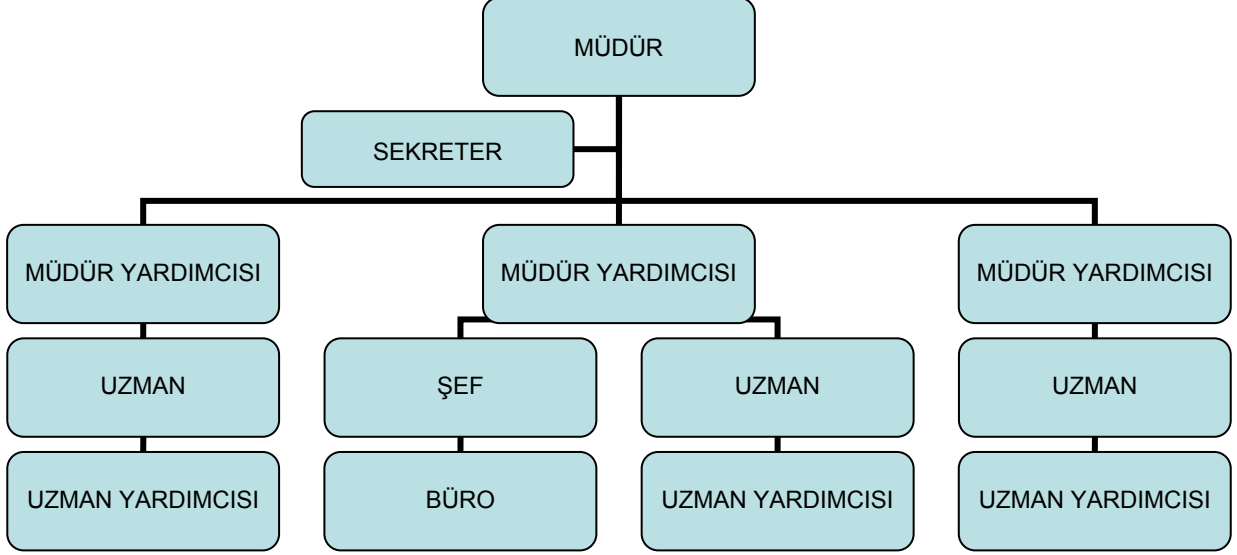 MÜDÜR
SEKRETER
MÜDÜR YARDIMCISI
MÜDÜR YARDIMCISI
MÜDÜR YARDIMCISI
UZMAN
ŞEF
UZMAN
UZMAN
UZMAN YARDIMCISI
BÜRO
UZMAN YARDIMCISI
UZMAN YARDIMCISI